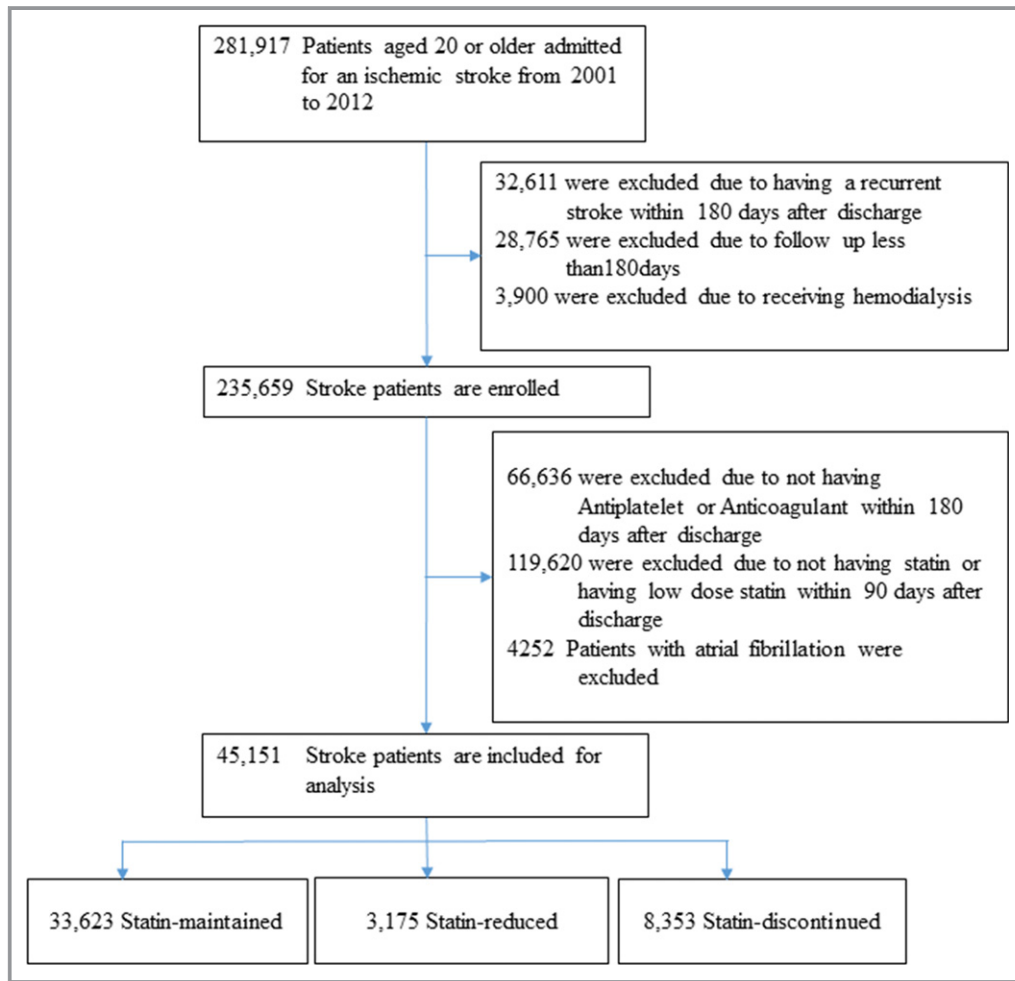 281,917 Patients aged 20 or older admitted
for an ischemic stroke from 2001
to 2012
32,611 were excluded due to having a recurrent
stroke within 180 days after discharge
28,765 were excluded due to follow up less
than180days
3,900 were excluded due to receiving hemodialysis
235,659 Stroke patients are enrolled
66,636 were excluded due to not having
Antiplatelet or Anticoagulant within 180
days after discharge
119,620 were excluded due to not having statin or
having low dose statin within 90 days after
discharge
4252 Patients with atrial fibrillation were
excluded
45,151 Stroke patients are included for
analysis
33,623 Statin-maintained
3,175 Statin-reduced
8,353 Statin-discontinued